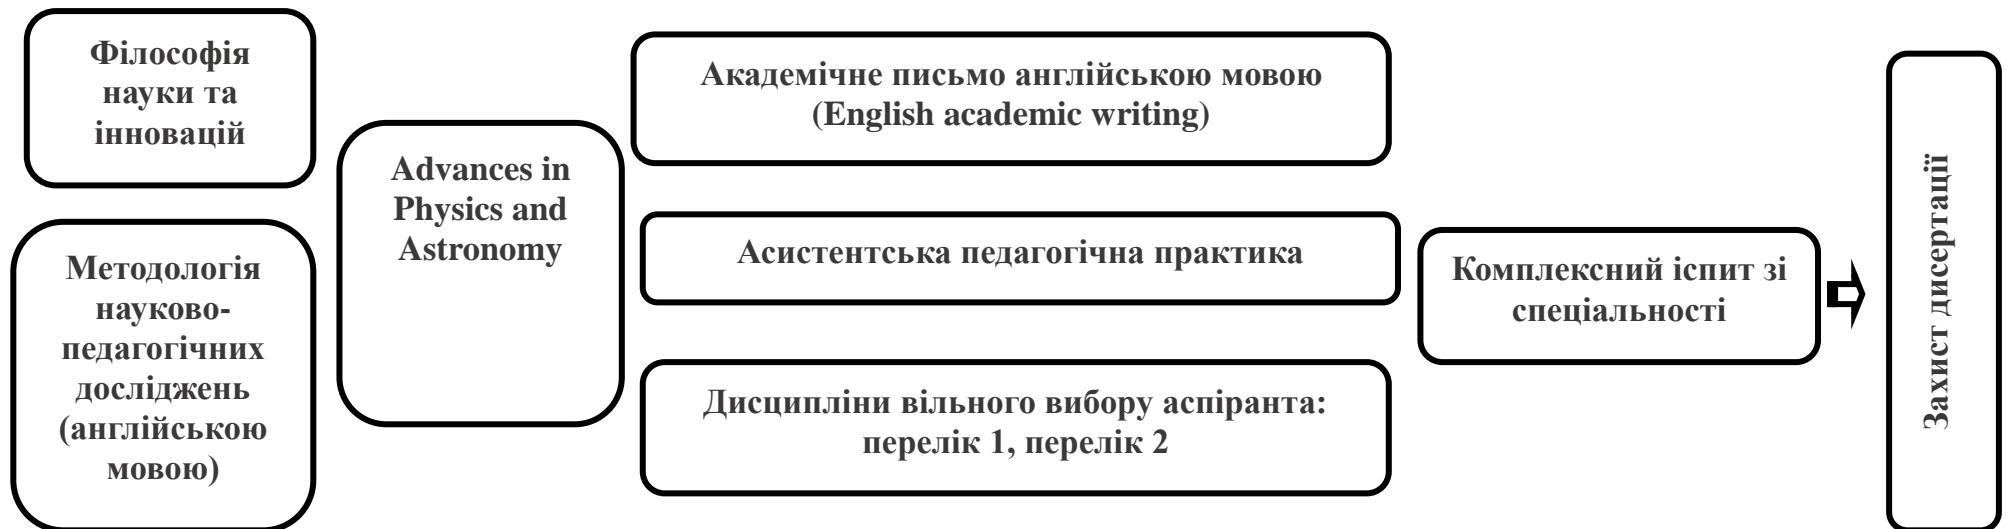 Філософія
науки та
інновацій
Методологія
науково-
педагогічних
досліджень
(англійською
мовою)
Advances in
Physics and
Astronomy
Академічне письмо англійською мовою
(English academic writing)
Асистентська педагогічна практика
Дисципліни вільного вибору аспіранта:
перелік 1, перелік 2
Комплексний іспит зі
спеціальності
Захист дисертації